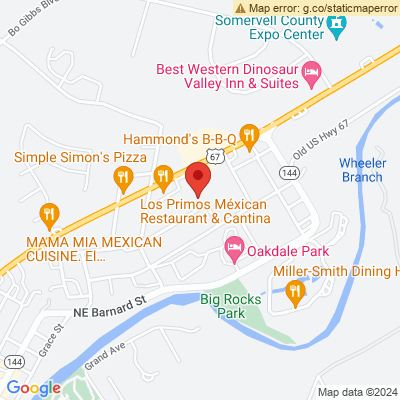 Map error: g.co/staticmaperror
Bo Gibbs Blvd
Somervell County
Expo Center
Best Western Dinosaur
Valley Inn & Suites
Old US Hwy 67
Hammond's B-B-Q
67
Simple Simon's Pizza
Wheeler
Branch
144
Los Primos Méxican
Restaurant & Cantina
MAMA MIA MEXICAN
CUISINE. El...
Oakdale Park
Miller-Smith Dining H
Big Rocks
Park
NE Barnard St
Grace St
Grand Ave
144
Google
Map data ©2024